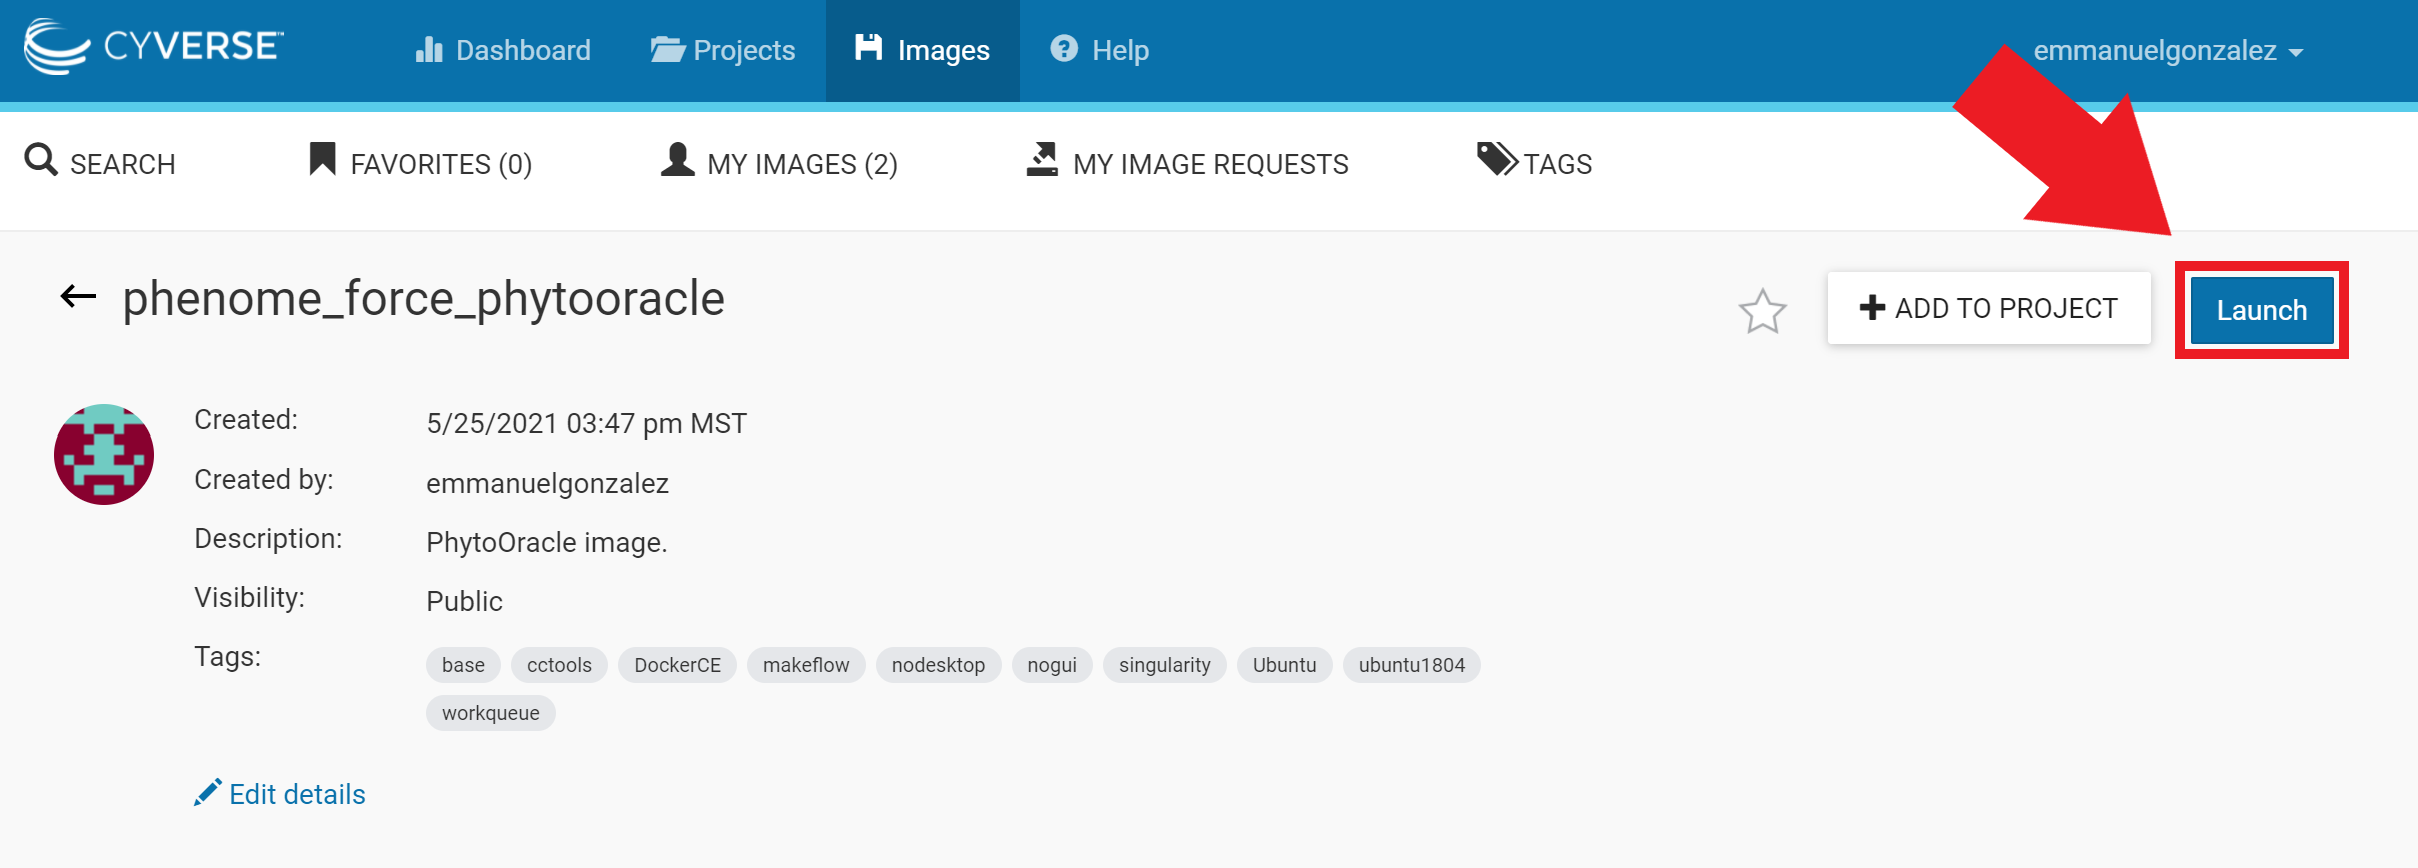 CYVERSE™ Dashboard Projects Images Help emmanuelgonzalez
SEARCH FAVORITES (0) MY IMAGES (2) MY IMAGE REQUESTS TAGS
phenome_force_phytooracle ADD TO PROJECT Launch
Created: 5/25/2021 03:47 pm MST
Created by: emmanuelgonzalez
Description: PhytoOracle image.
Visibility: Public
Tags: base cctools DockerCE makeflow nodesktop nogui singularity Ubuntu ubuntu1804
workqueue
Edit details